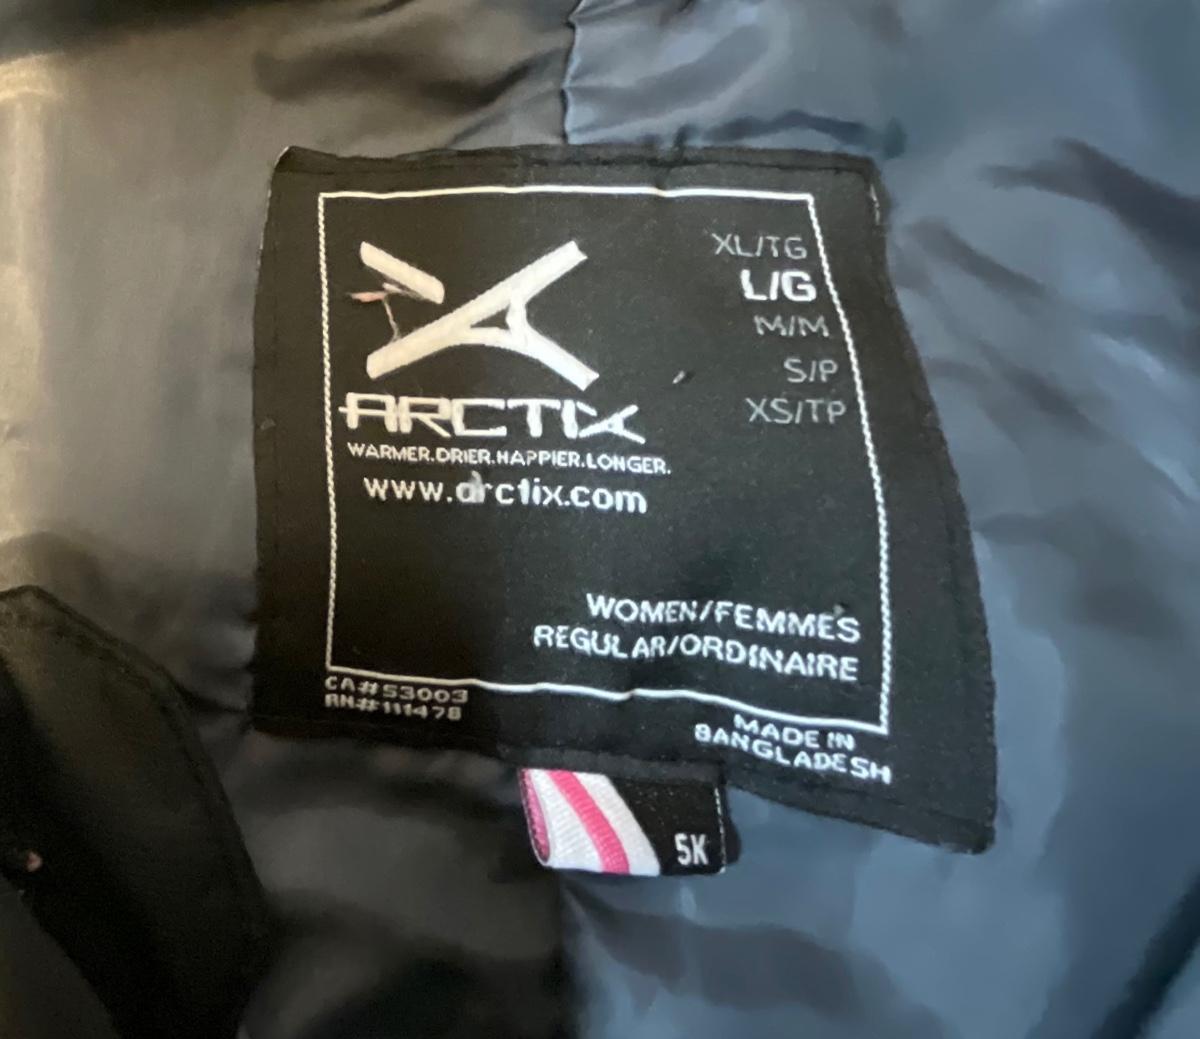 XL/TG
L/G
M/M
S/P
XS/TP
ARCTIX
WARMER.DRIER.HAPPIER.LONGER.
www.arctix.com
WOMEN/FEMMES
REGULAR/ORDINAIRE
CA#53003
RN#111478
MADE IN
BANGLADESH
5K